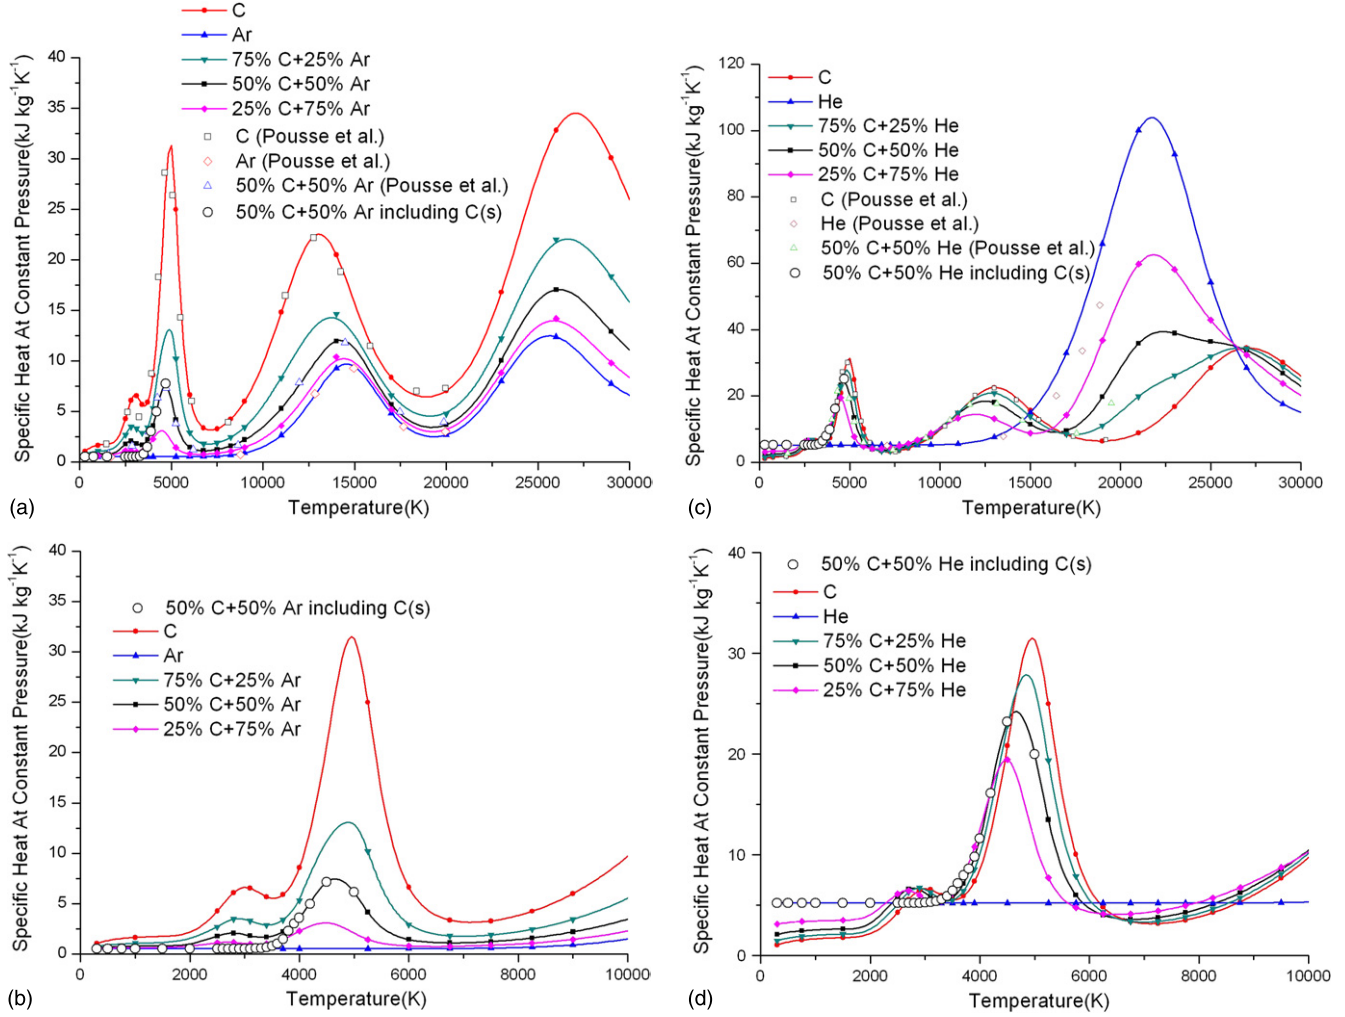 C
Ar
75% C+25% Ar
50% C+50% Ar
25% C+75% Ar
C (Pousse et al.)
Ar (Pousse et al.)
50% C+50% Ar (Pousse et al.)
50% C+50% Ar including C(s)
Specific Heat At Constant Pressure(kJ kg⁻¹K⁻¹)
40
35
30
25
20
15
10
5
0
0
5000
10000
15000
20000
25000
30000
Temperature(K)
(a)
C
He
75% C+25% He
50% C+50% He
25% C+75% He
C (Pousse et al.)
He (Pousse et al.)
50% C+50% He (Pousse et al.)
50% C+50% He including C(s)
Specific Heat At Constant Pressure(kJ kg⁻¹K⁻¹)
120
100
80
60
40
20
0
0
5000
10000
15000
20000
25000
30000
Temperature(K)
(c)
50% C+50% Ar including C(s)
C
Ar
75% C+25% Ar
50% C+50% Ar
25% C+75% Ar
Specific Heat At Constant Pressure(kJ kg⁻¹K⁻¹)
40
35
30
25
20
15
10
5
0
0
2000
4000
6000
8000
10000
Temperature(K)
(b)
50% C+50% He including C(s)
C
He
75% C+25% He
50% C+50% He
25% C+75% He
Specific Heat At Constant Pressure(kJ kg⁻¹K⁻¹)
40
30
20
10
0
0
2000
4000
6000
8000
10000
Temperature(K)
(d)